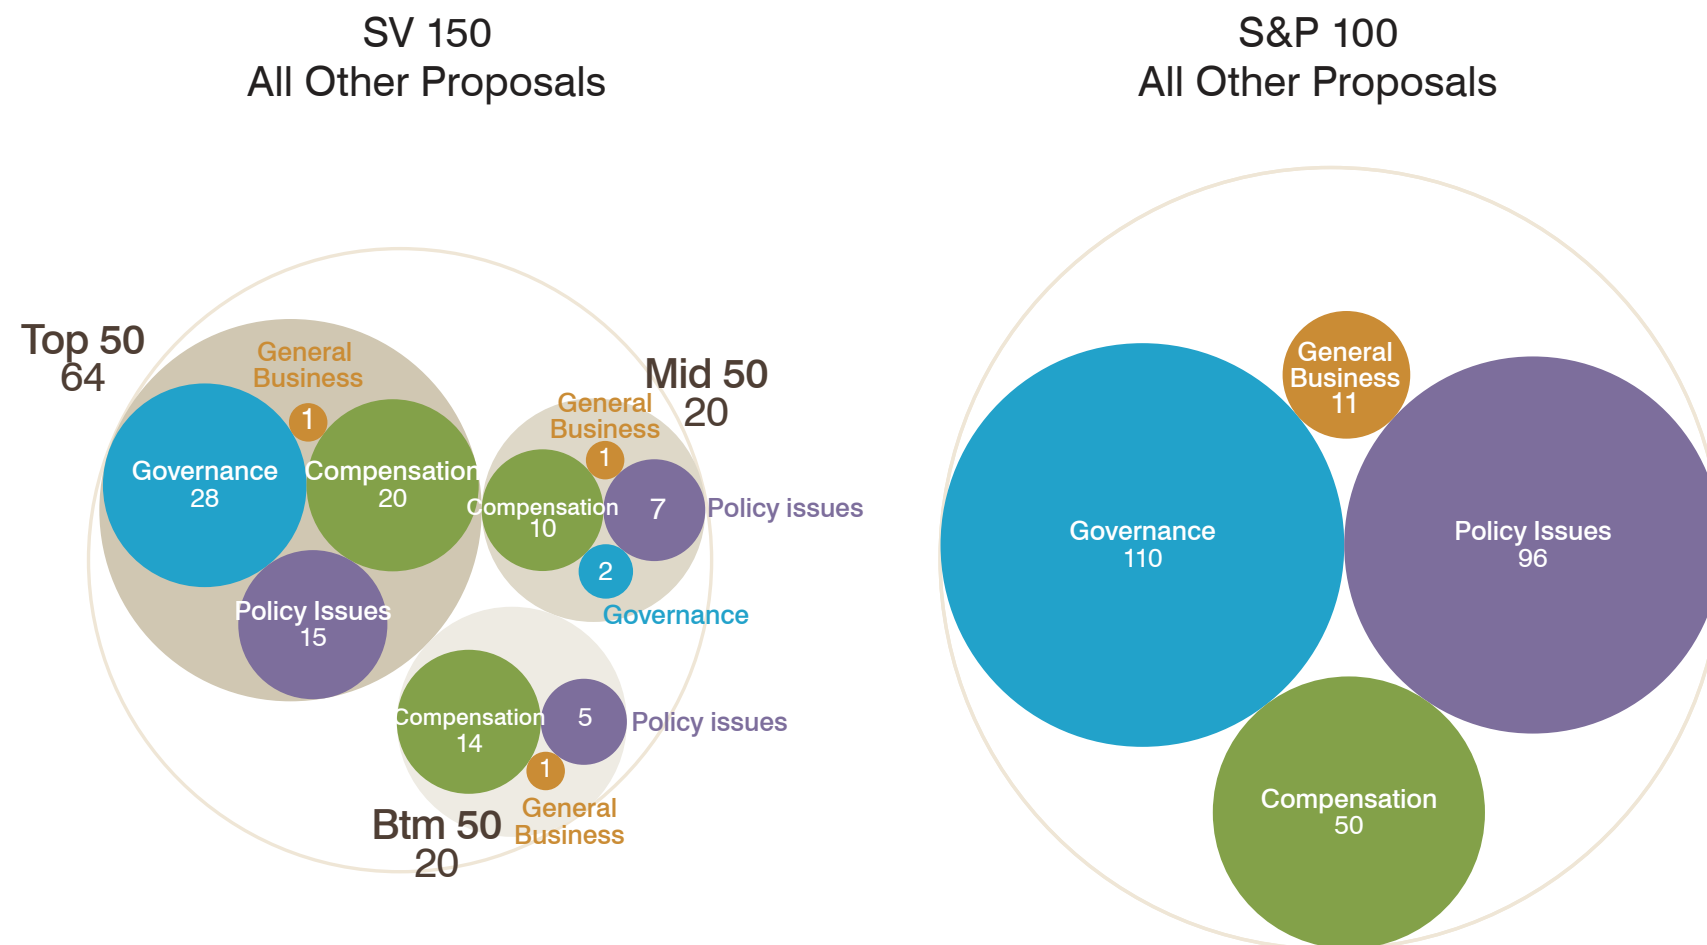 SV 150
All Other Proposals
S&P 100
All Other Proposals
Top 50
64
General
Business
1
Governance
28
Compensation
20
Policy Issues
15
Mid 50
20
General
Business
1
Compensation
10
7
Policy issues
2
Governance
Compensation
14
5
Policy issues
1
General
Business
Btm 50
20
General
Business
11
Governance
110
Policy Issues
96
Compensation
50